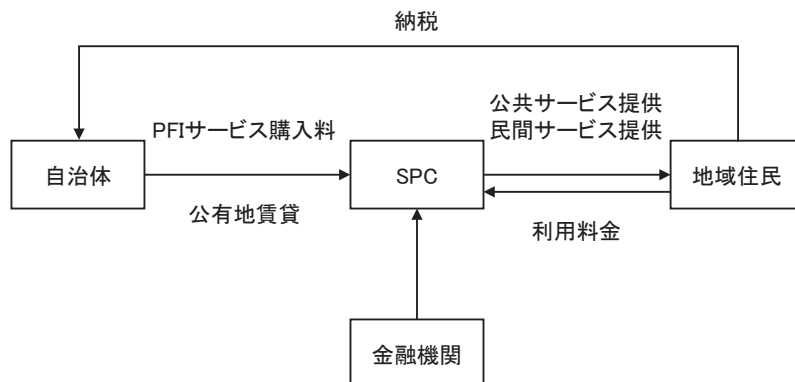 納税
公共サービス提供
民間サービス提供
PFIサービス購入料
自治体
SPC
地域住民
公有地賃貸
利用料金
金融機関